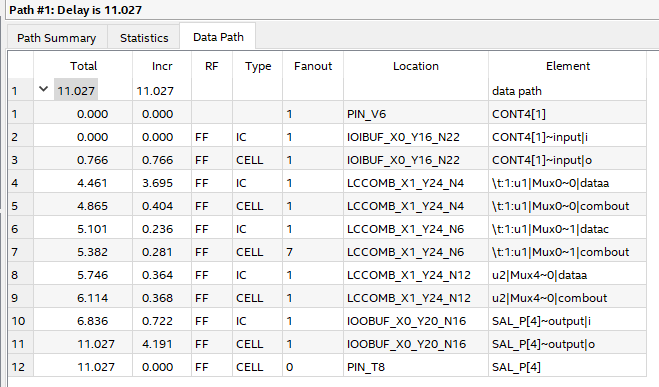 Path #1: Delay is 11.027
Path Summary Statistics Data Path
Total Incr RF Type Fanout Location Element
1 11.027 11.027 data path
1 0.000 0.000 1 PIN_V6 CONT4[1]
2 0.000 0.000 FF IC 1 IOIBUF_X0_Y16_N22 CONT4[1]~input|i
3 0.766 0.766 FF CELL 1 IOIBUF_X0_Y16_N22 CONT4[1]~input|o
4 4.461 3.695 FF IC 1 LCCOMB_X1_Y24_N4 \t:1:u1|Mux0~0|dataa
5 4.865 0.404 FF CELL 1 LCCOMB_X1_Y24_N4 \t:1:u1|Mux0~0|combout
6 5.101 0.236 FF IC 1 LCCOMB_X1_Y24_N6 \t:1:u1|Mux0~1|datac
7 5.382 0.281 FF CELL 7 LCCOMB_X1_Y24_N6 \t:1:u1|Mux0~1|combout
8 5.746 0.364 FF IC 1 LCCOMB_X1_Y24_N12 u2|Mux4~0|dataa
9 6.114 0.368 FF CELL 1 LCCOMB_X1_Y24_N12 u2|Mux4~0|combout
10 6.836 0.722 FF IC 1 IOOBUF_X0_Y20_N16 SAL_P[4]~output|i
11 11.027 4.191 FF CELL 1 IOOBUF_X0_Y20_N16 SAL_P[4]~output|o
12 11.027 0.000 FF CELL 0 PIN_T8 SAL_P[4]